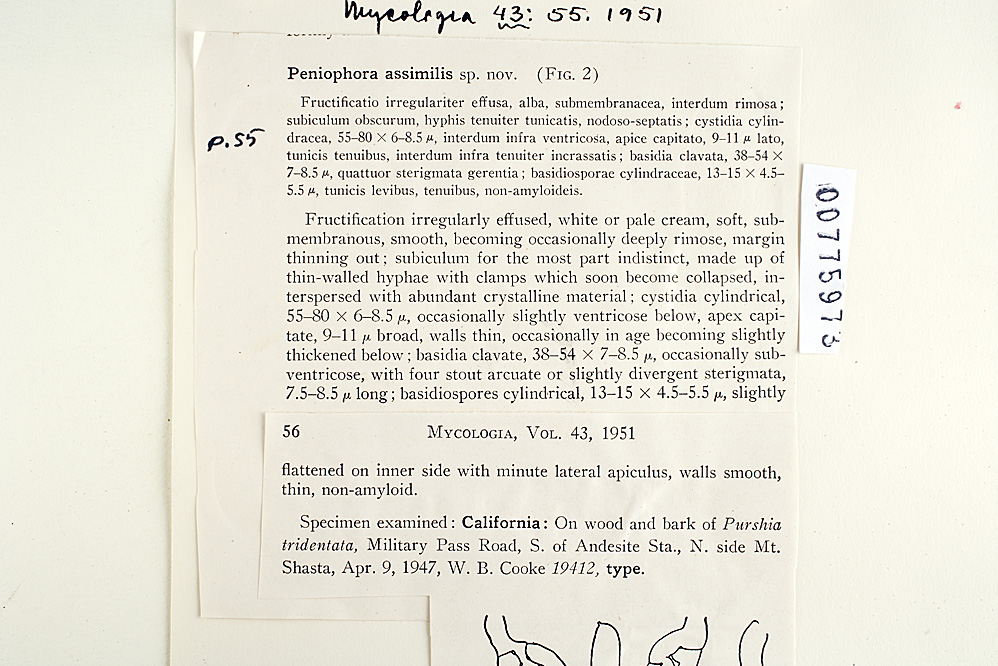 Mycologia 43: 55. 1951
Peniophora assimilis sp. nov. (Fig. 2)
Fructificatio irregulariter effusa, alba, submembranacea, interdum rimosa;
subiculum obscurum, hyphis tenuiter tunicatis, nodoso-septatis; cystidia cylin-
dracea, 55–80 × 6–8.5 μ, interdum infra ventricosa, apice capitato, 9–11 μ lato,
tunicis tenuibus, interdum infra tenuiter incrassatis; basidia clavata, 38–54 ×
7–8.5 μ, quattuor sterigmata gerentia; basidiosporae cylindraceae, 13–15 × 4.5–
5.5 μ, tunicis levibus, tenuibus, non-amyloideis.
p. 55
Fructification irregularly effused, white or pale cream, soft, sub-
membranous, smooth, becoming occasionally deeply rimose, margin
thinning out; subiculum for the most part indistinct, made up of
thin-walled hyphae with clamps which soon become collapsed, in-
terspersed with abundant crystalline material; cystidia cylindrical,
55–80 × 6–8.5 μ, occasionally slightly ventricose below, apex capi-
tate, 9–11 μ broad, walls thin, occasionally in age becoming slightly
thickened below; basidia clavate, 38–54 × 7–8.5 μ, occasionally sub-
ventricose, with four stout arcuate or slightly divergent sterigmata,
7.5–8.5 μ long; basidiospores cylindrical, 13–15 × 4.5–5.5 μ, slightly
00775973
56 Mycologia, Vol. 43, 1951
flattened on inner side with minute lateral apiculus, walls smooth,
thin, non-amyloid.
Specimen examined: California: On wood and bark of Purshia
tridentata, Military Pass Road, S. of Andesite Sta., N. side Mt.
Shasta, Apr. 9, 1947, W. B. Cooke 19412, type.